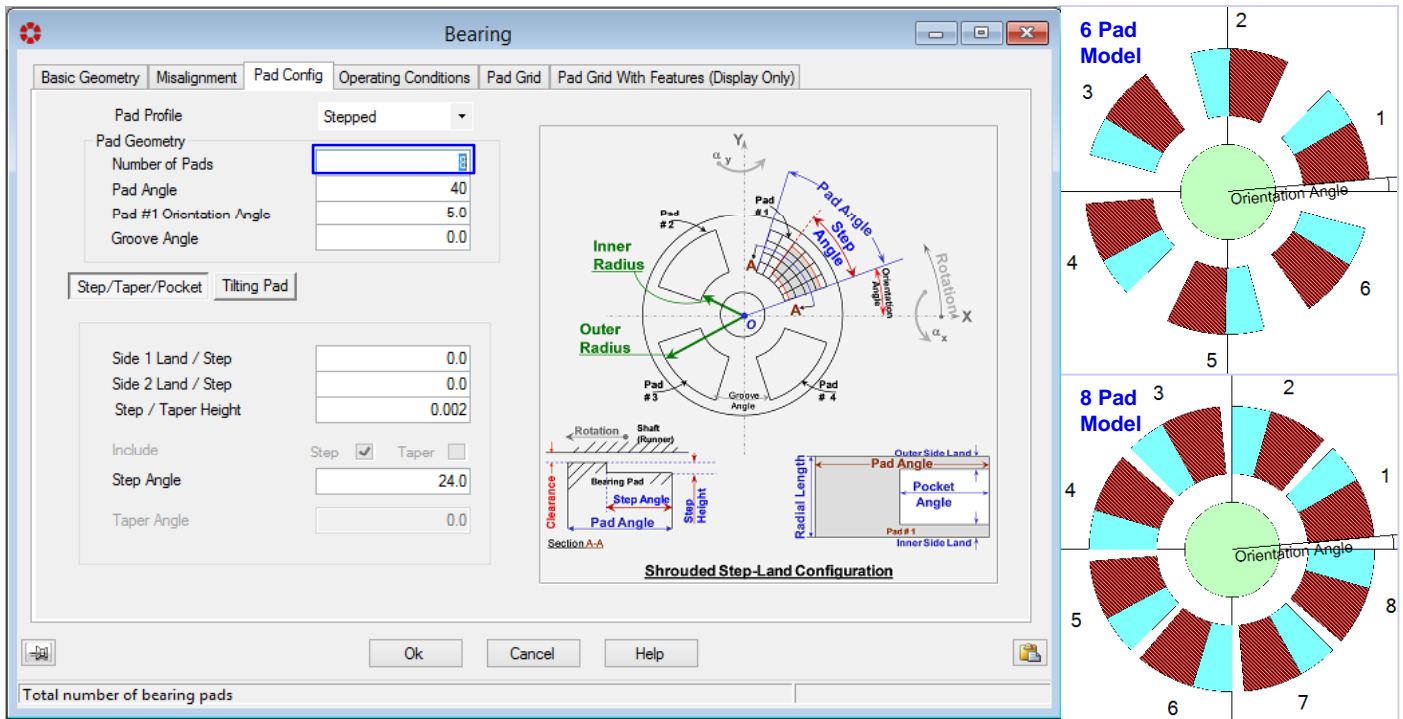 Bearing
Basic Geometry Misalignment Pad Config Operating Conditions Pad Grid Pad Grid With Features (Display Only)
Pad Profile Stepped
Pad Geometry
Number of Pads 8
Pad Angle 40
Pad #1 Orientation Angle 5.0
Groove Angle 0.0
Step/Taper/Pocket Tilting Pad
Side 1 Land / Step 0.0
Side 2 Land / Step 0.0
Step / Taper Height 0.002
Include Step Taper
Step Angle 24.0
Taper Angle 0.0
Y
αy
Pad Angle
Pad
#1
Pad
#2
Step
Angle
Inner
Radius
A
A
Orientation
Angle
Rotation
X
αx
O
Outer
Radius
Pad
#3
Groove
Angle
Pad
# 4
Rotation
Shaft
(Runner)
Clearance
Bearing Pad
Step Angle
Step
Height
Pad Angle
Section A-A
Outer Side Land
Pad Angle
Radial Length
Pocket
Angle
Pad # 1
Inner Side Land
Shrouded Step-Land Configuration
Ok Cancel Help
Total number of bearing pads
6 Pad
Model
2
3
1
Orientation Angle
4
6
5
8 Pad
Model
3
2
4
1
Orientation Angle
5
8
6
7